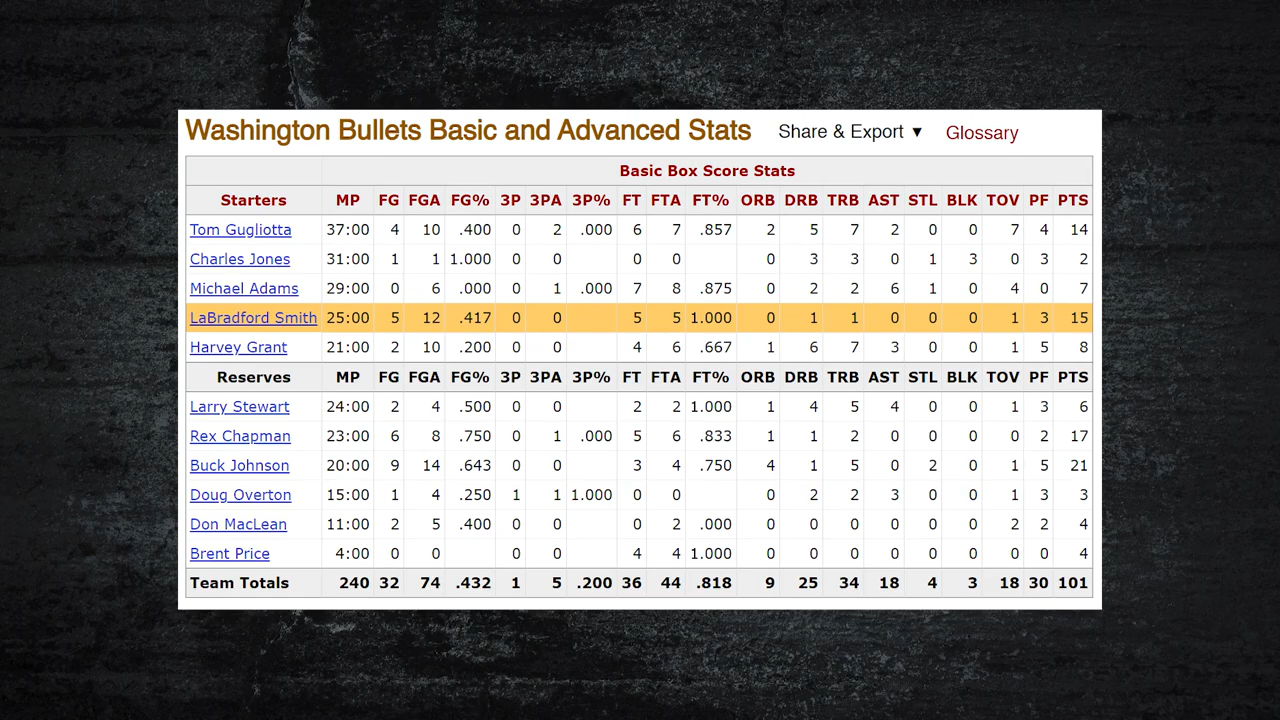 Washington Bullets Basic and Advanced Stats Share & Export ▼ Glossary
Basic Box Score Stats
Starters MP FG FGA FG% 3P 3PA 3P% FT FTA FT% ORB DRB TRB AST STL BLK TOV PF PTS
Tom Gugliotta 37:00 4 10 .400 0 2 .000 6 7 .857 2 5 7 2 0 0 7 4 14
Charles Jones 31:00 1 1 1.000 0 0 0 0 0 3 3 0 1 3 0 3 2
Michael Adams 29:00 0 6 .000 0 1 .000 7 8 .875 0 2 2 6 1 0 4 0 7
LaBradford Smith 25:00 5 12 .417 0 0 5 5 1.000 0 1 1 0 0 0 1 3 15
Harvey Grant 21:00 2 10 .200 0 0 4 6 .667 1 6 7 3 0 0 1 5 8
Reserves MP FG FGA FG% 3P 3PA 3P% FT FTA FT% ORB DRB TRB AST STL BLK TOV PF PTS
Larry Stewart 24:00 2 4 .500 0 0 2 2 1.000 1 4 5 4 0 0 1 3 6
Rex Chapman 23:00 6 8 .750 0 1 .000 5 6 .833 1 1 2 0 0 0 0 2 17
Buck Johnson 20:00 9 14 .643 0 0 3 4 .750 4 1 5 0 2 0 1 5 21
Doug Overton 15:00 1 4 .250 1 1 1.000 0 0 0 2 2 3 0 0 1 3 3
Don MacLean 11:00 2 5 .400 0 0 0 2 .000 0 0 0 0 0 0 2 2 4
Brent Price 4:00 0 0 0 0 4 4 1.000 0 0 0 0 0 0 0 0 4
Team Totals 240 32 74 .432 1 5 .200 36 44 .818 9 25 34 18 4 3 18 30 101